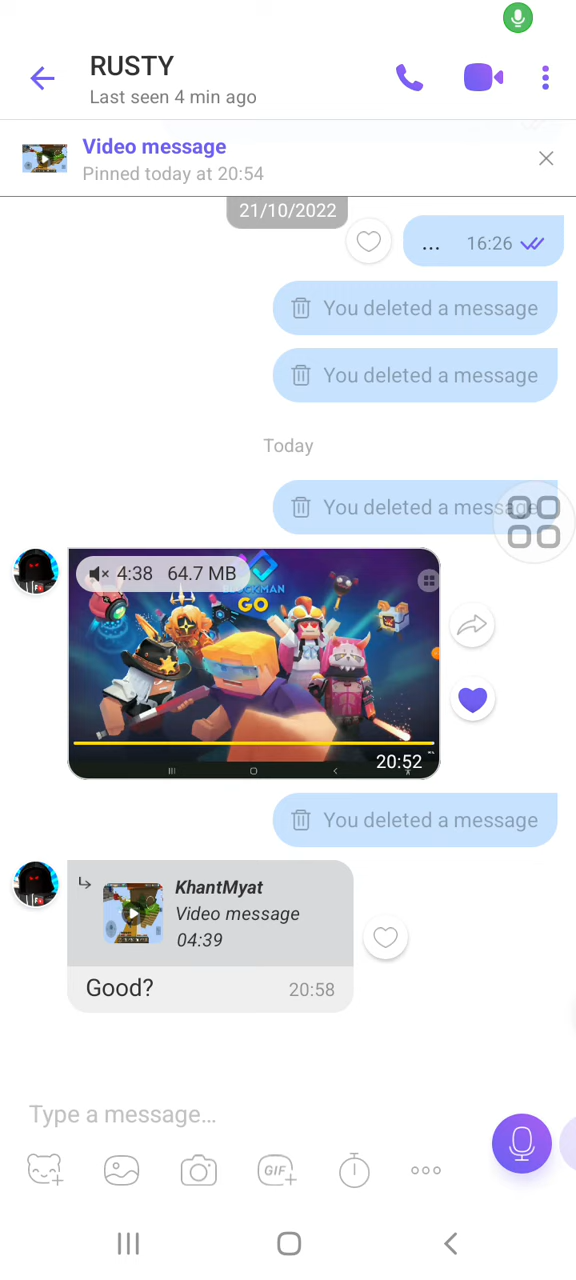 RUSTY
Last seen 4 min ago
Video message
Pinned today at 20:54
21/10/2022
... 16:26
You deleted a message
You deleted a message
Today
You deleted a message
4:38 64.7 MB
GO
20:52
You deleted a message
KhantMyat
Video message
04:39
Good? 20:58
Type a message...
GIF